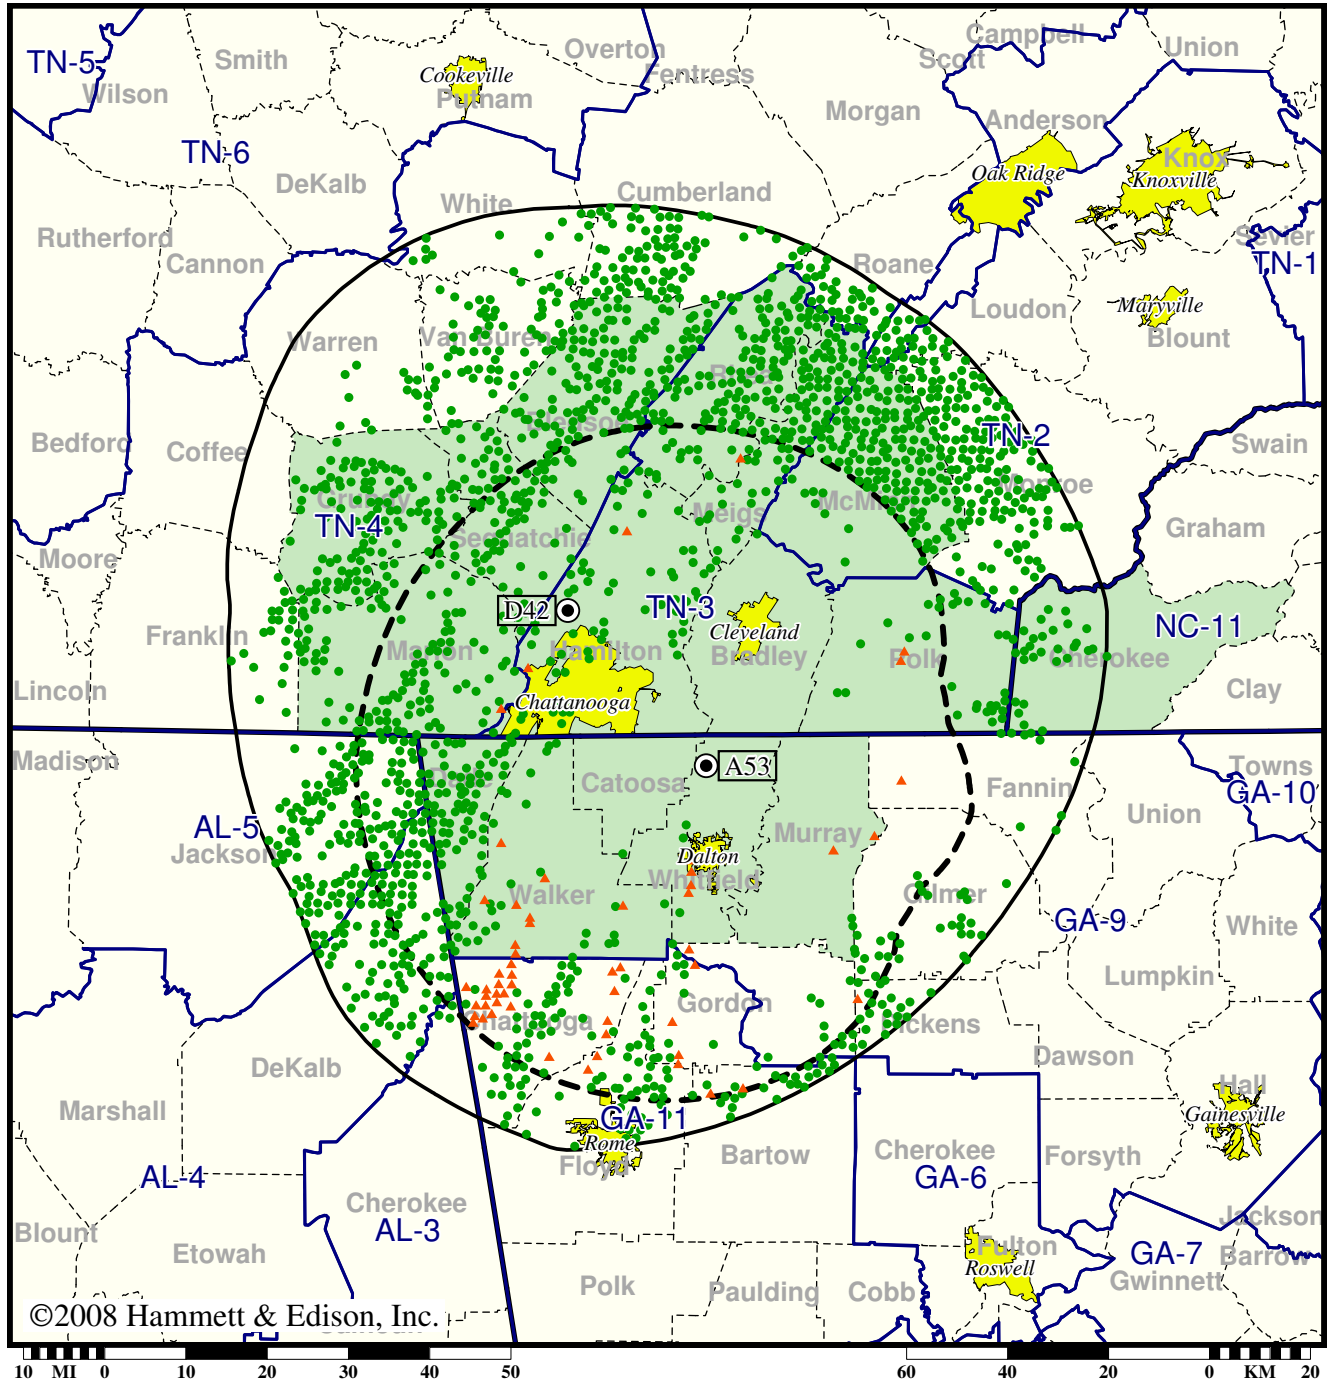 Campbell
Union
Overton
TN-5
Smith
Scott
Fentress
Cookeville
Wilson
Putnam
Morgan
Anderson
TN-6
Knox
Oak Ridge
Knoxville
DeKalb
Cumberland
White
Rutherford
Sevier
Cannon
Roane
TN-1
Maryville
Loudon
Warren
Van Buren
Blount
Rhea
Bledsoe
TN-2
Bedford
Coffee
Swain
Monroe
Grundy
McMinn
Meigs
TN-4
Graham
Sequatchie
Moore
D42
TN-3
NC-11
Cleveland
Franklin
Marion
Hamilton
Bradley
Polk
Cherokee
Lincoln
Clay
Chattanooga
Madison
A53
Towns
Dade
Catoosa
Fannin
GA-10
Union
AL-5
Murray
Jackson
Dalton
Whitfield
Walker
Gilmer
GA-9
White
Lumpkin
Gordon
Chattooga
Pickens
Dawson
DeKalb
Hall
Marshall
GA-11
Gainesville
Rome
Cherokee
Bartow
Forsyth
Floyd
AL-4
GA-6
Cherokee
Jackson
AL-3
Blount
Etowah
Fulton
GA-7
Barrow
Roswell
Gwinnett
Polk
Paulding
Cobb
©2008 Hammett & Edison, Inc.
10 MI 0 10 20 30 40 50 60 40 20 0 KM 20